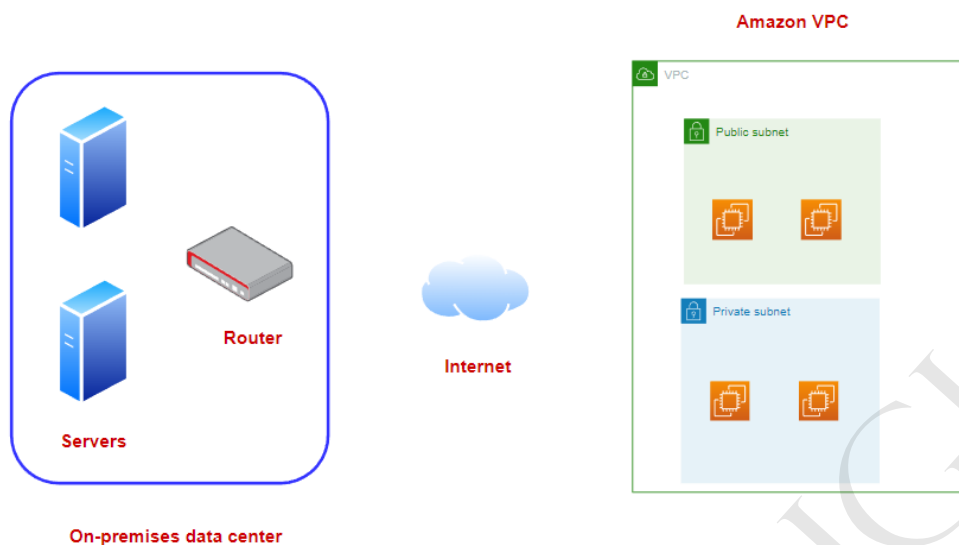 Amazon VPC
VPC
Public subnet
Private subnet
Router
Internet
Servers
On-premises data center